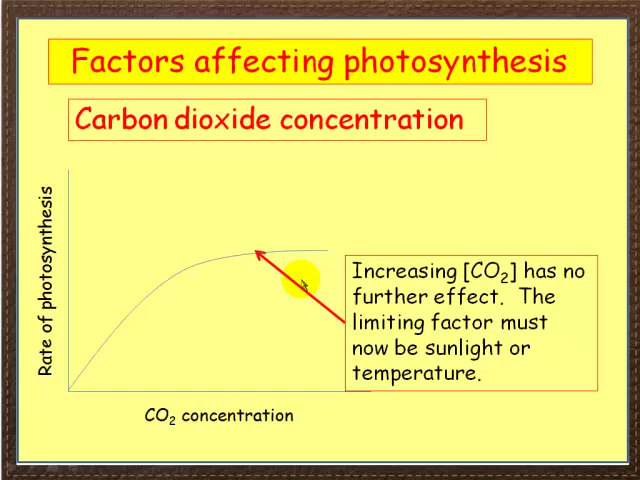 Factors affecting photosynthesis
Carbon dioxide concentration
Rate of photosynthesis
Increasing [CO₂] has no
further effect. The
limiting factor must
now be sunlight or
temperature.
CO₂ concentration